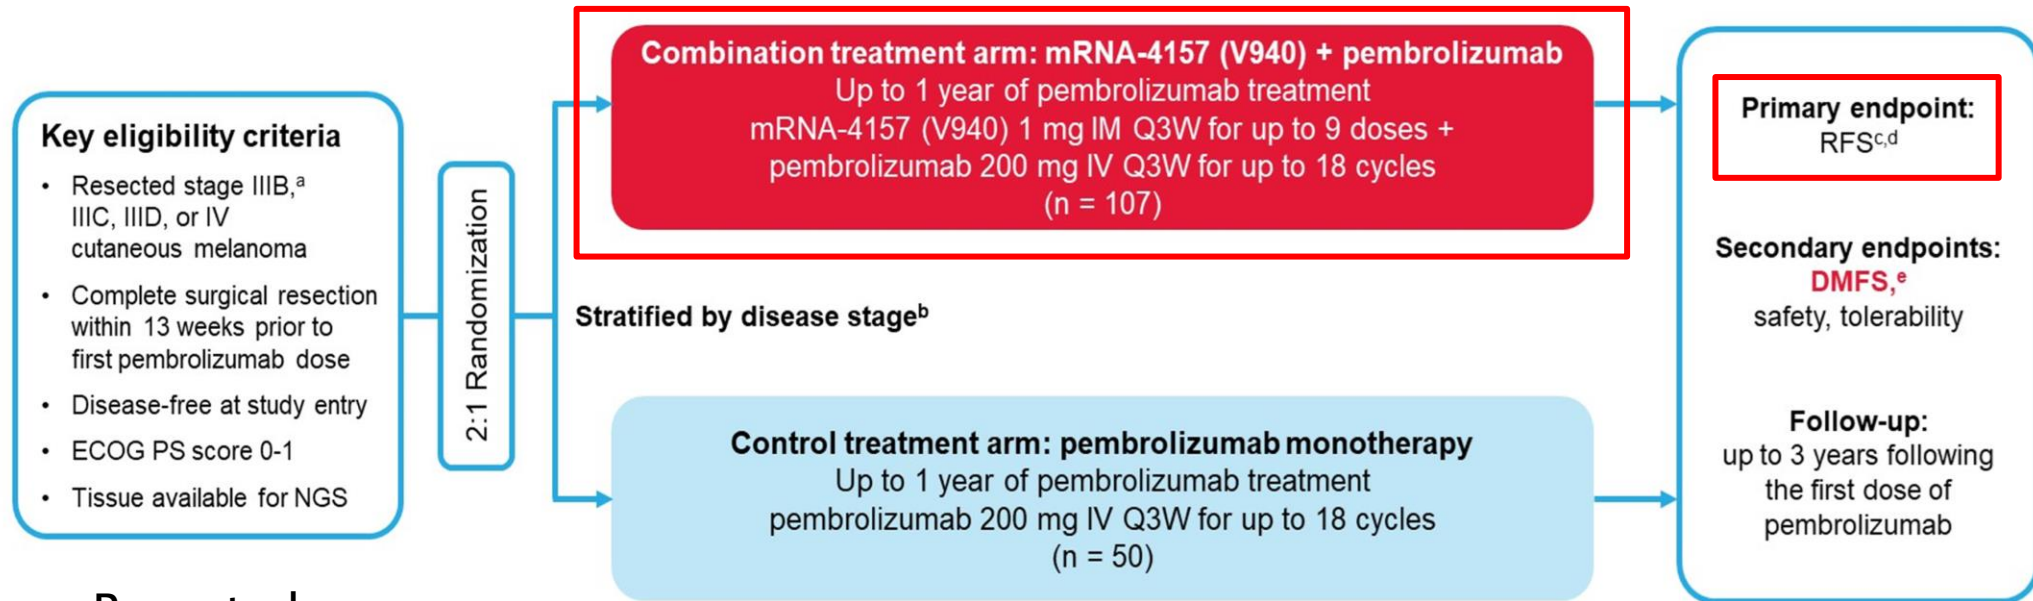 Key eligibility criteria
• Resected stage IIIB,ᵃ
IIIC, IIID, or IV
cutaneous melanoma
• Complete surgical resection
within 13 weeks prior to
first pembrolizumab dose
• Disease-free at study entry
• ECOG PS score 0-1
• Tissue available for NGS
2:1 Randomization
Combination treatment arm: mRNA-4157 (V940) + pembrolizumab
Up to 1 year of pembrolizumab treatment
mRNA-4157 (V940) 1 mg IM Q3W for up to 9 doses +
pembrolizumab 200 mg IV Q3W for up to 18 cycles
(n = 107)
Stratified by disease stageᵇ
Control treatment arm: pembrolizumab monotherapy
Up to 1 year of pembrolizumab treatment
pembrolizumab 200 mg IV Q3W for up to 18 cycles
(n = 50)
Primary endpoint:
RFSᶜ,ᵈ
Secondary endpoints:
DMFS,ᵉ
safety, tolerability
Follow-up:
up to 3 years following
the first dose of
pembrolizumab